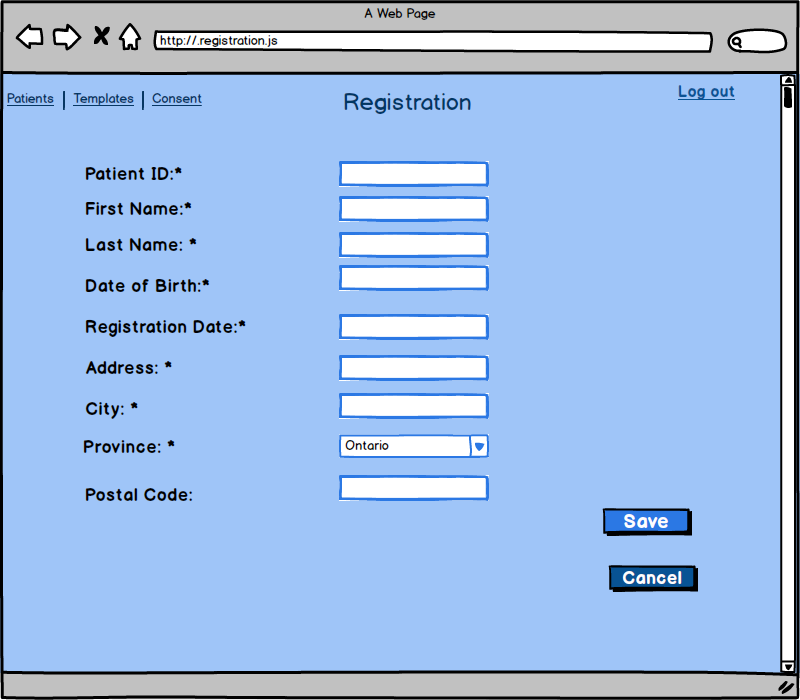 A Web Page
http://.registration.js
Patients | Templates | Consent
Registration
Log out
Patient ID:*
First Name:*
Last Name: *
Date of Birth:*
Registration Date:*
Address: *
City: *
Province: * Ontario
Postal Code:
Save
Cancel